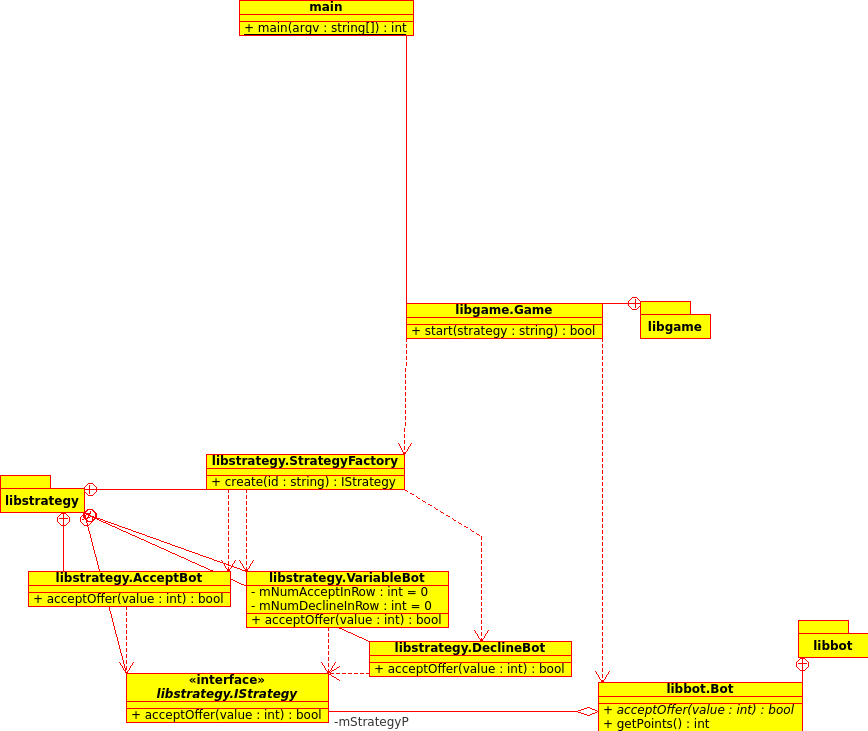 main
+ main(argv : string[]) : int
libgame.Game
+ start(strategy : string) : bool
libgame
libstrategy.StrategyFactory
+ create(id : string) : IStrategy
libstrategy
libstrategy.AcceptBot
+ acceptOffer(value : int) : bool
libstrategy.VariableBot
- mNumAcceptInRow : int = 0
- mNumDeclineInRow : int = 0
+ acceptOffer(value : int) : bool
libstrategy.DeclineBot
+ acceptOffer(value : int) : bool
libbot
«interface»
libstrategy.IStrategy
+ acceptOffer(value : int) : bool
-mStrategyP
libbot.Bot
+ acceptOffer(value : int) : bool
+ getPoints() : int